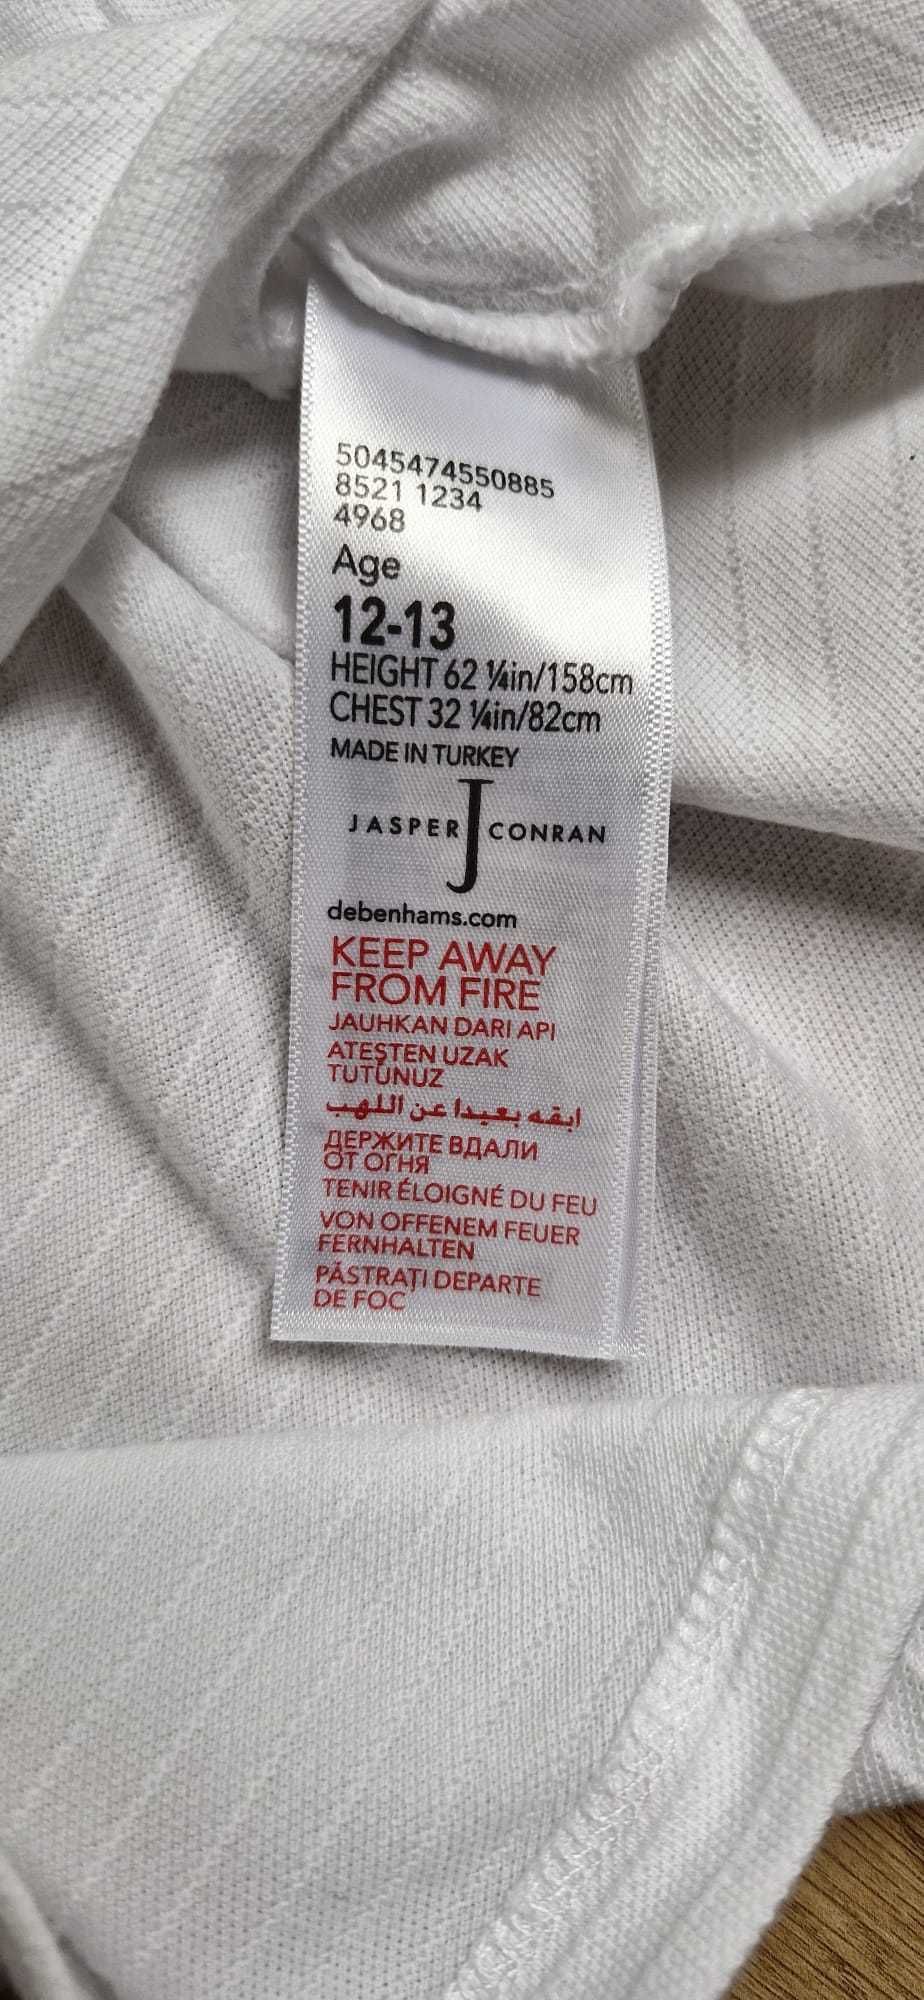 5045474550885
8521 1234
4968
Age
12-13
HEIGHT 62 ¼in/158cm
CHEST 32 ¼in/82cm
MADE IN TURKEY
JASPER J CONRAN
debenhams.com
KEEP AWAY
FROM FIRE
JAUHKAN DARI API
ATEŞTEN UZAK
TUTUNUZ
ابقه بعيدا عن اللهب
ДЕРЖИТЕ ВДАЛИ
ОТ ОГНЯ
TENIR ÉLOIGNÉ DU FEU
VON OFFENEM FEUER
FERNHALTEN
PĂSTRAȚI DEPARTE
DE FOC